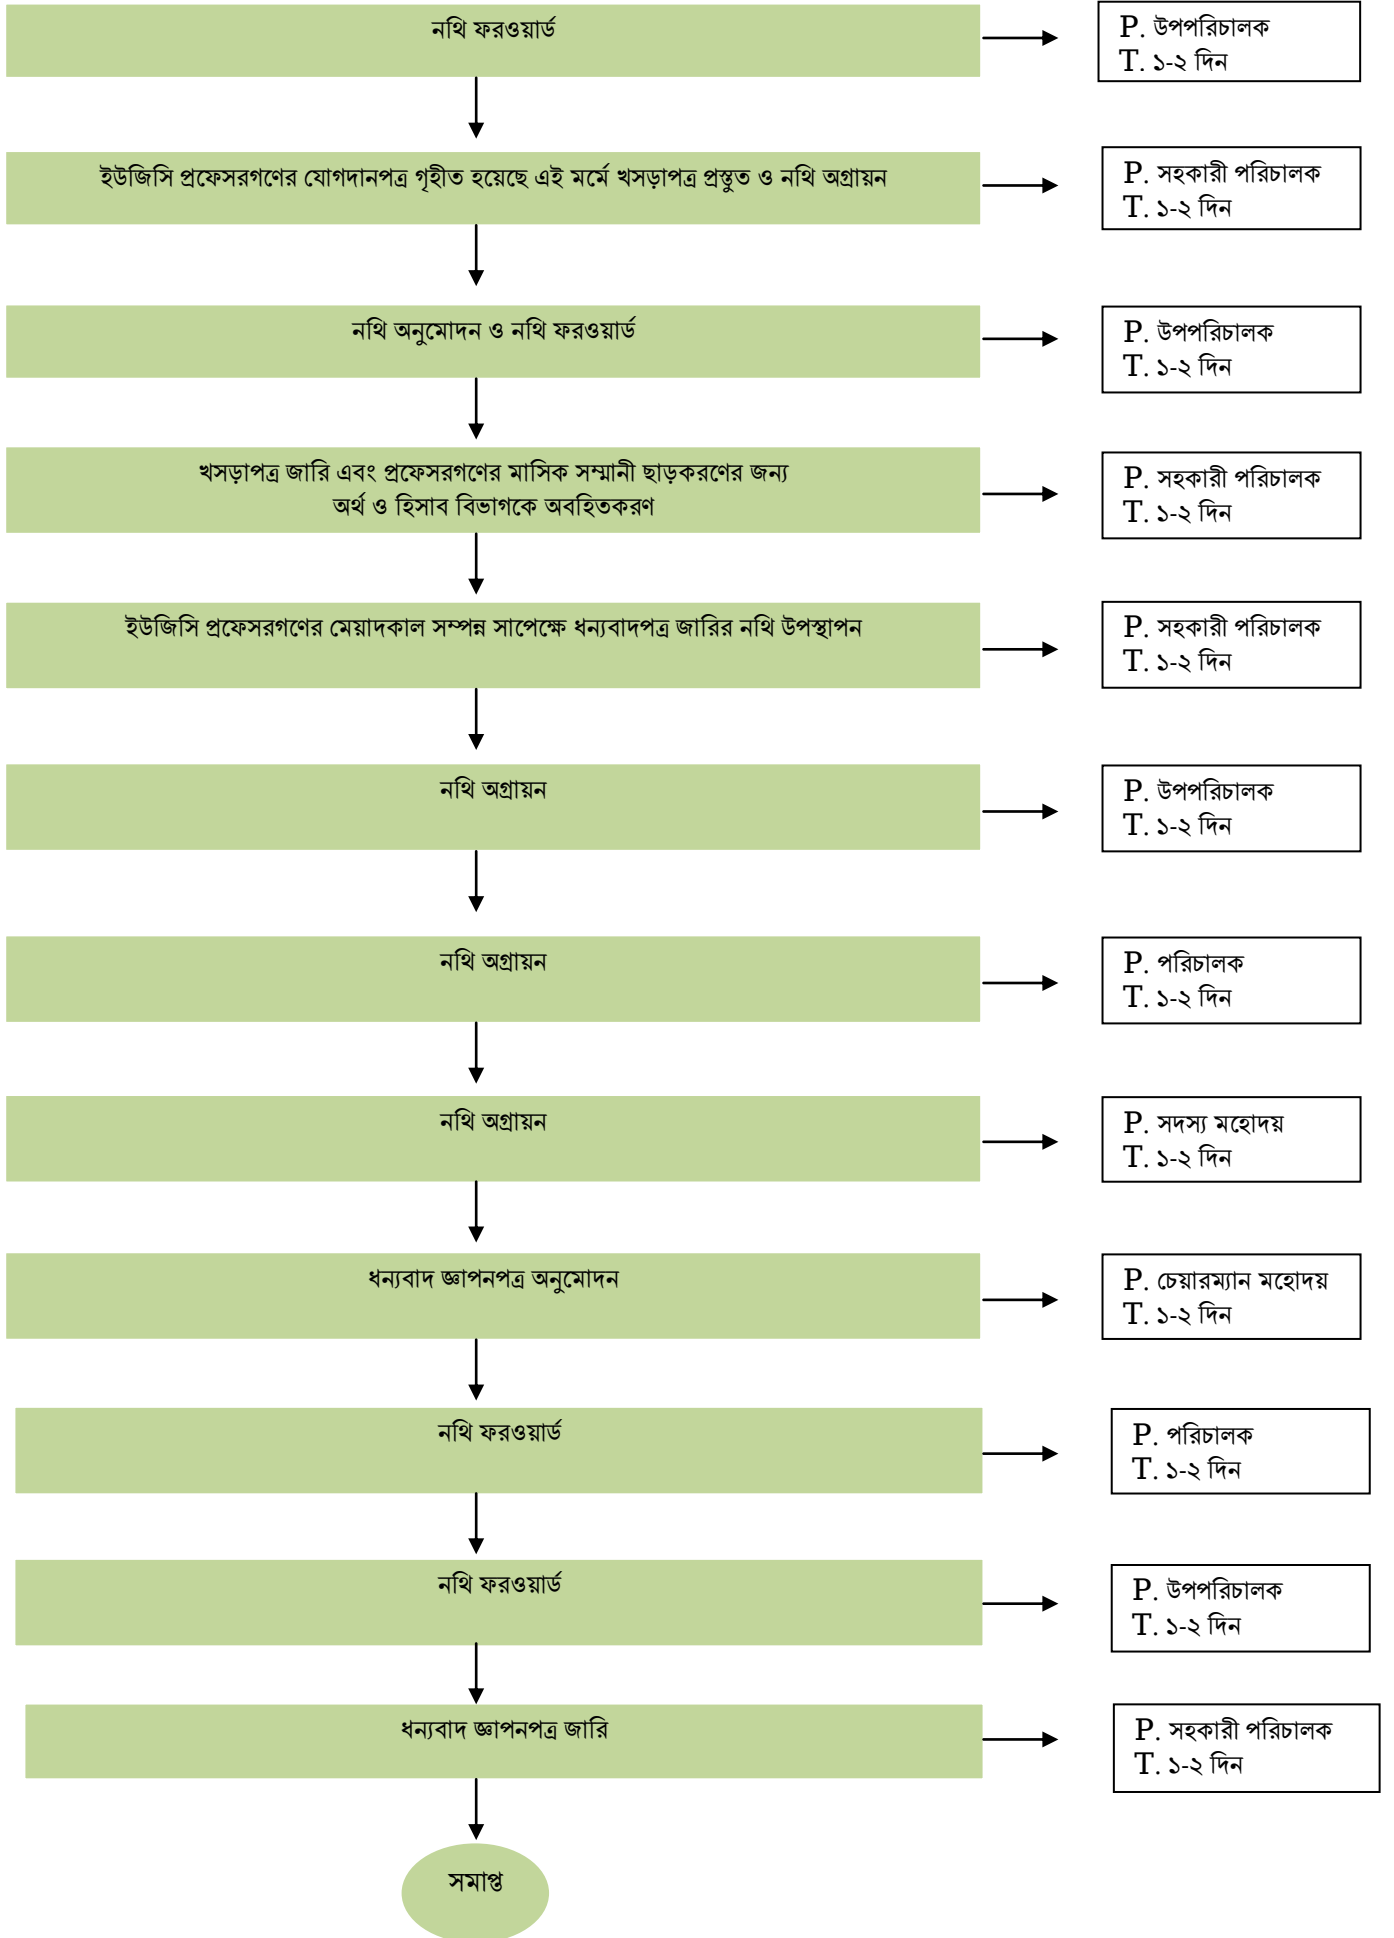 নথি ফরওয়ার্ড
P. উপপরিচালক
T. ১-২ দিন
ইউজিসি প্রফেসরগণের যোগদানপত্র গৃহীত হয়েছে এই মর্মে খসড়াপত্র প্রস্তুত ও নথি অগ্রায়ন
P. সহকারী পরিচালক
T. ১-২ দিন
নথি অনুমোদন ও নথি ফরওয়ার্ড
P. উপপরিচালক
T. ১-২ দিন
খসড়াপত্র জারি এবং প্রফেসরগণের মাসিক সম্মানী ছাড়করণের জন্য
অর্থ ও হিসাব বিভাগকে অবহিতকরণ
P. সহকারী পরিচালক
T. ১-২ দিন
ইউজিসি প্রফেসরগণের মেয়াদকাল সম্পন্ন সাপেক্ষে ধন্যবাদপত্র জারির নথি উপস্থাপন
P. সহকারী পরিচালক
T. ১-২ দিন
নথি অগ্রায়ন
P. উপপরিচালক
T. ১-২ দিন
নথি অগ্রায়ন
P. পরিচালক
T. ১-২ দিন
নথি অগ্রায়ন
P. সদস্য মহোদয়
T. ১-২ দিন
ধন্যবাদ জ্ঞাপনপত্র অনুমোদন
P. চেয়ারম্যান মহোদয়
T. ১-২ দিন
নথি ফরওয়ার্ড
P. পরিচালক
T. ১-২ দিন
নথি ফরওয়ার্ড
P. উপপরিচালক
T. ১-২ দিন
ধন্যবাদ জ্ঞাপনপত্র জারি
P. সহকারী পরিচালক
T. ১-২ দিন
সমাপ্ত